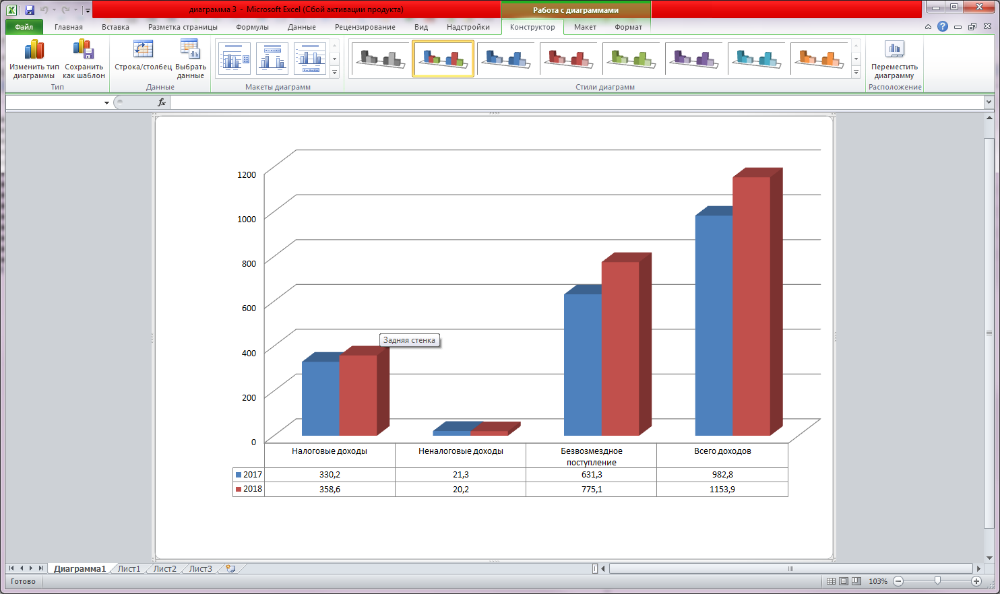 диаграмма 3 - Microsoft Excel (Сбой активации продукта)
Работа с диаграммами
Файл Главная Вставка Разметка страницы Формулы Данные Рецензирование Вид Надстройки Конструктор Макет Формат
Изменить тип диаграммы
Сохранить как шаблон
Строка/столбец
Выбрать данные
Переместить диаграмму
Тип Данные Макеты диаграмм Стили диаграмм Расположение
fx
1200
1000
800
600
400
200
0
Задняя стенка
Налоговые доходы Неналоговые доходы Безвозмездное поступление Всего доходов
2017 330,2 21,3 631,3 982,8
2018 358,6 20,2 775,1 1153,9
Диаграмма1 Лист1 Лист2 Лист3
Готово 103%